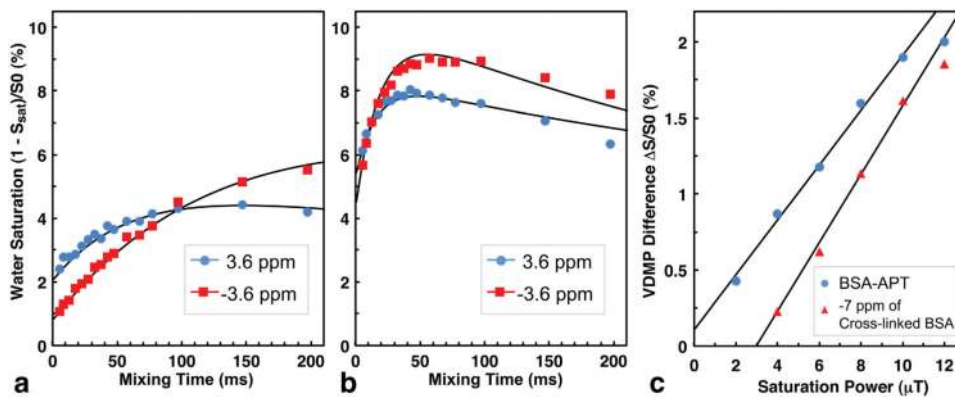 Water Saturation (1 - Ssat)/S0 (%)
10
8
6
4
2
0
0 50 100 150 200
Mixing Time (ms)
3.6 ppm
-3.6 ppm
a
10
8
6
4
2
0
0 50 100 150 200
Mixing Time (ms)
3.6 ppm
-3.6 ppm
b
VDMP Difference ΔS/S0 (%)
2
1.5
1
0.5
0
0 2 4 6 8 10 12
Saturation Power (µT)
BSA-APT
-7 ppm of
Cross-linked BSA
c